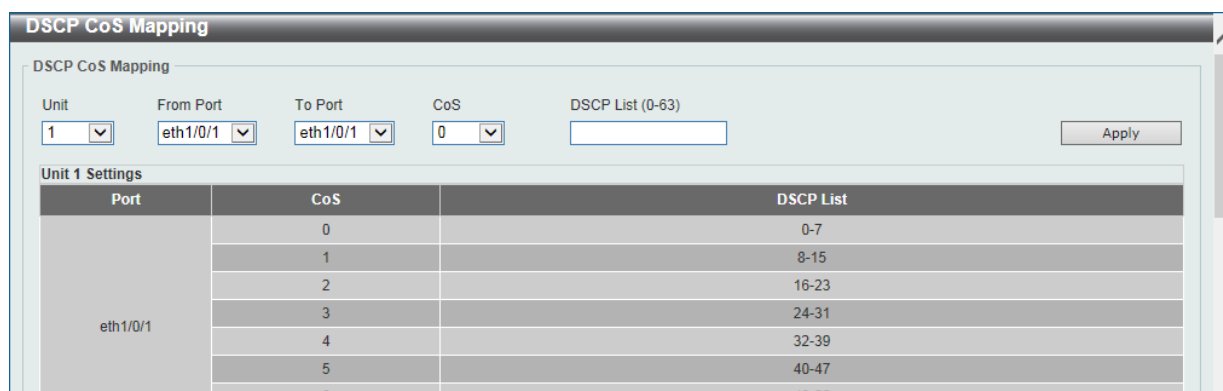 DSCP CoS Mapping
DSCP CoS Mapping
Unit From Port To Port CoS DSCP List (0-63)
1 eth1/0/1 eth1/0/1 0 Apply
Unit 1 Settings
Port CoS DSCP List
0 0-7
1 8-15
2 16-23
3 24-31
eth1/0/1
4 32-39
5 40-47